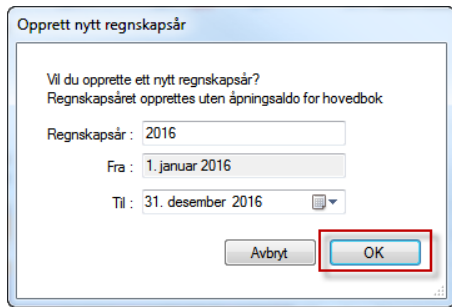 Opprett nytt regnskapsår
Vil du opprette ett nytt regnskapsår?
Regnskapsåret opprettes uten åpningsaldo for hovedbok
Regnskapsår : 2016
Fra : 1. januar 2016
Til : 31. desember 2016
Avbryt OK